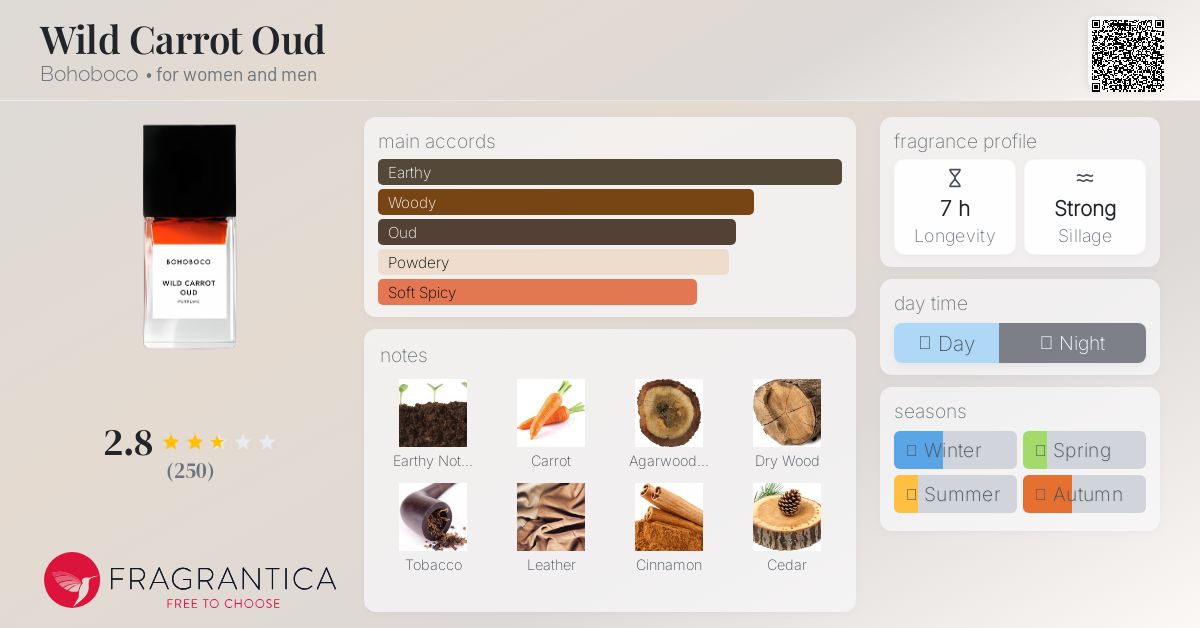 Wild Carrot Oud
Bohoboco • for women and men
BOHOBOCO
WILD CARROT
OUD
PERFUME
2.8
(250)
FRAGRANTICA
FREE TO CHOOSE
main accords
Earthy
Woody
Oud
Powdery
Soft Spicy
notes
Earthy Not... Carrot Agarwood... Dry Wood
Tobacco Leather Cinnamon Cedar
fragrance profile
7 h Strong
Longevity Sillage
day time
Day Night
seasons
Winter Spring
Summer Autumn